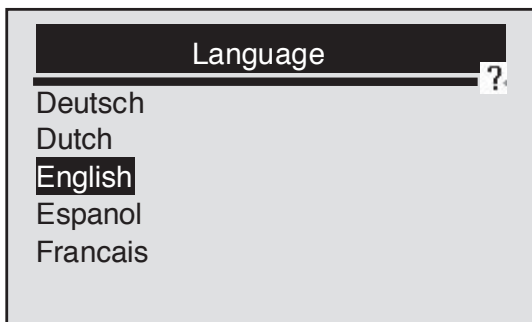 Language
?
Deutsch
Dutch
English
Espanol
Francais